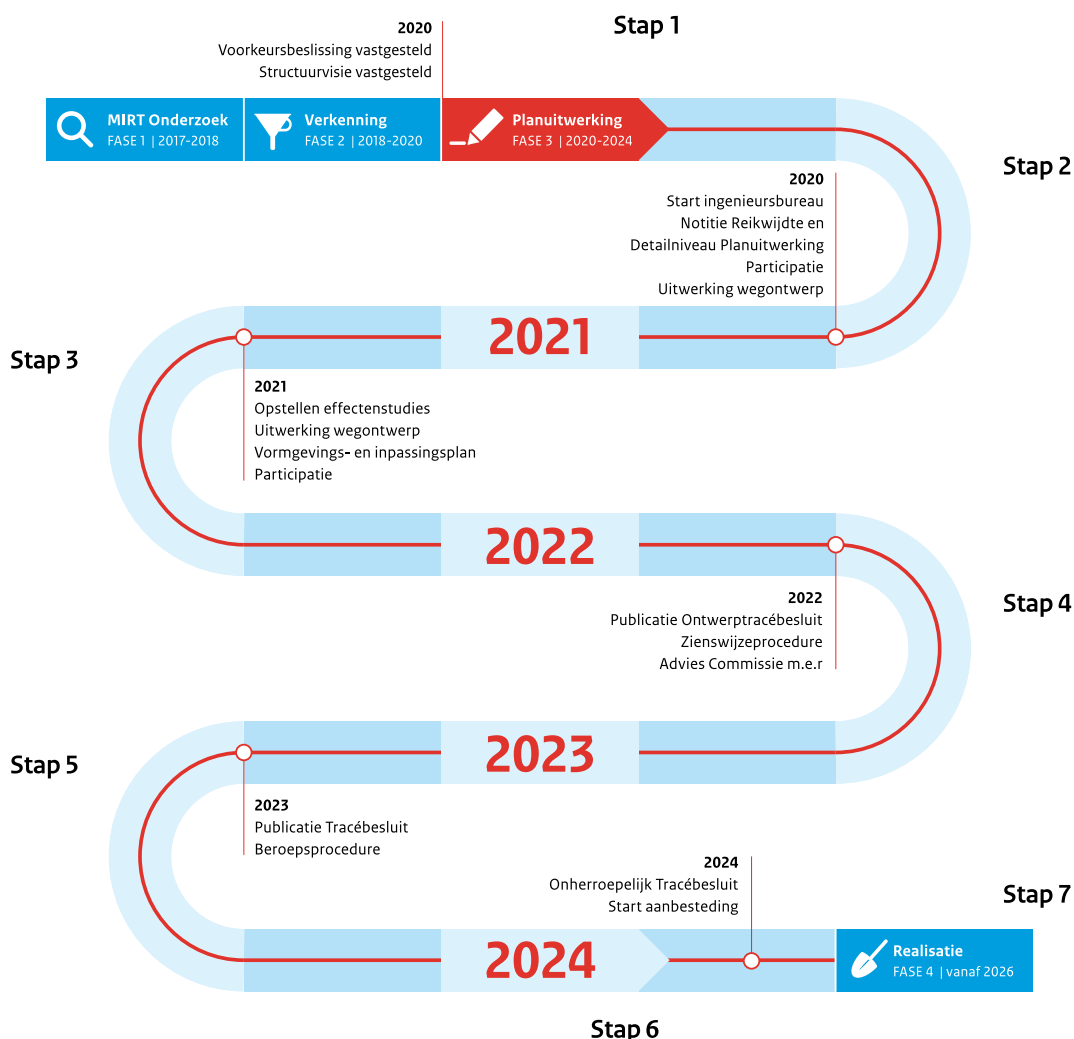 Stap 1
2020
Voorkeursbeslissing vastgesteld
Structuurvisie vastgesteld
MIRT Onderzoek
FASE 1 | 2017-2018
Verkenning
FASE 2 | 2018-2020
Planuitwerking
FASE 3 | 2020-2024
Stap 2
2020
Start ingenieursbureau
Notitie Reikwijdte en
Detailniveau Planuitwerking
Participatie
Uitwerking wegontwerp
2021
Stap 3
2021
Opstellen effectenstudies
Uitwerking wegontwerp
Vormgevings- en inpassingsplan
Participatie
2022
Stap 4
2022
Publicatie Ontwerptracébesluit
Zienswijzeprocedure
Advies Commissie m.e.r
2023
Stap 5
2023
Publicatie Tracébesluit
Beroepsprocedure
2024
Onherroepelijk Tracébesluit
Start aanbesteding
Stap 7
2024
Realisatie
FASE 4 | vanaf 2026
Stap 6